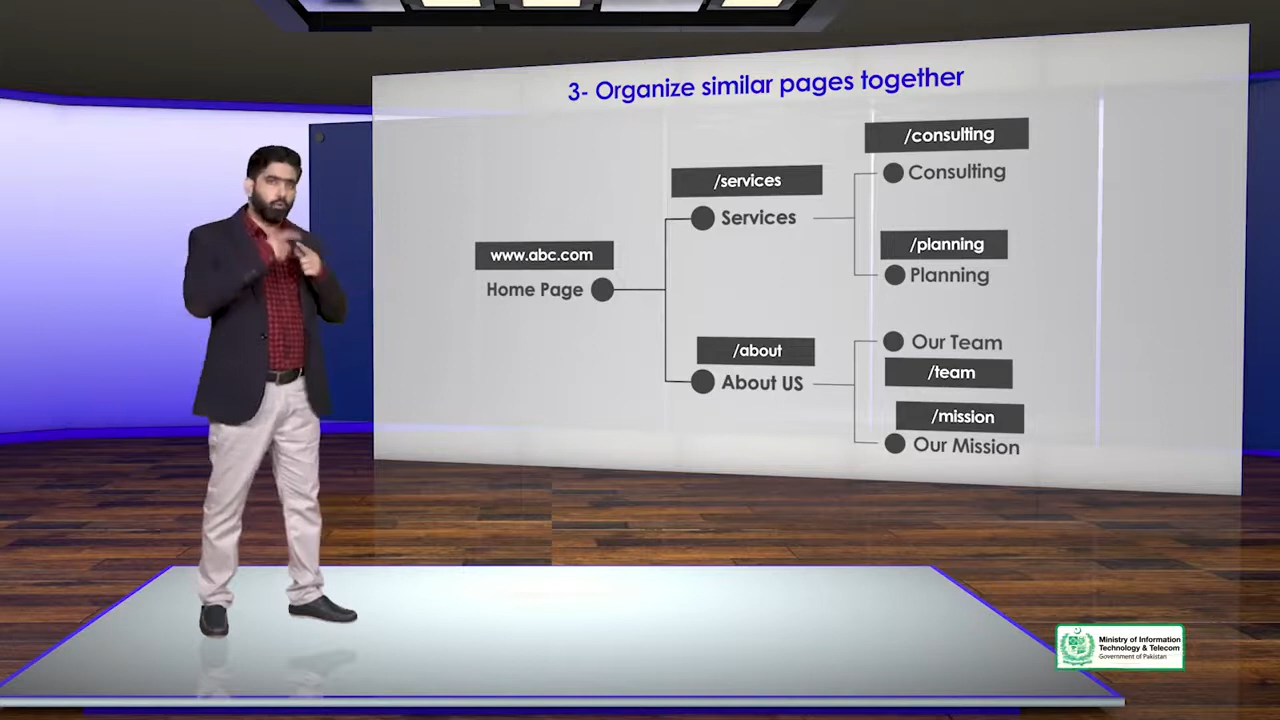 3- Organize similar pages together
/consulting
Consulting
/services
Services
/planning
Planning
www.abc.com
Home Page
/about
About US
Our Team
/team
/mission
Our Mission
Ministry of Information
Technology & Telecom
Government of Pakistan